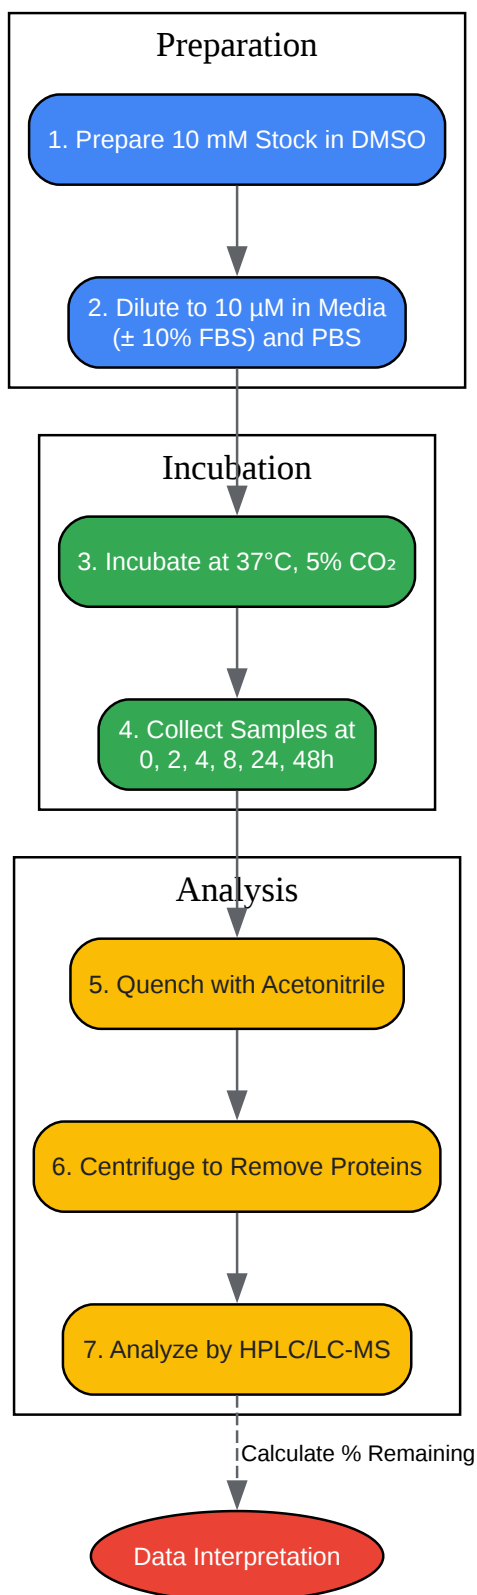 Preparation
1. Prepare 10 mM Stock in DMSO
2. Dilute to 10 µM in Media
(± 10% FBS) and PBS
Incubation
3. Incubate at 37°C, 5% CO₂
4. Collect Samples at
0, 2, 4, 8, 24, 48h
Analysis
5. Quench with Acetonitrile
6. Centrifuge to Remove Proteins
7. Analyze by HPLC/LC-MS
Calculate % Remaining
Data Interpretation